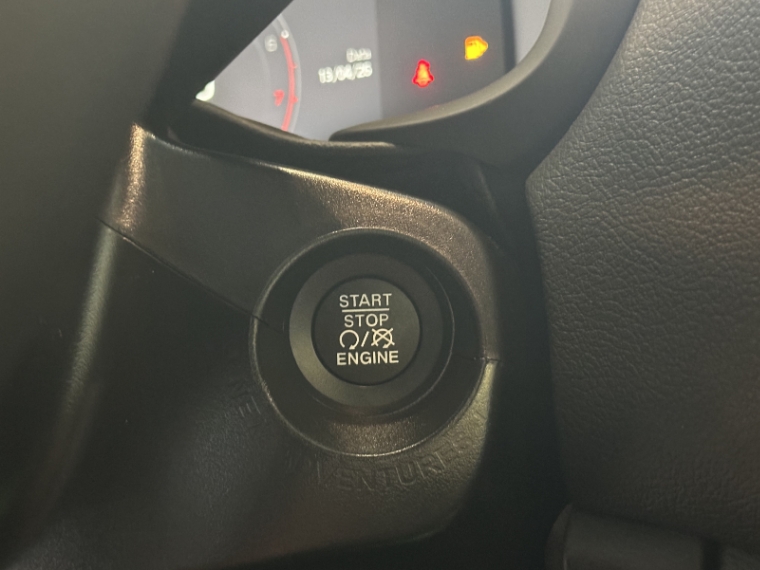 Data
13/04/25
START
STOP
ENGINE